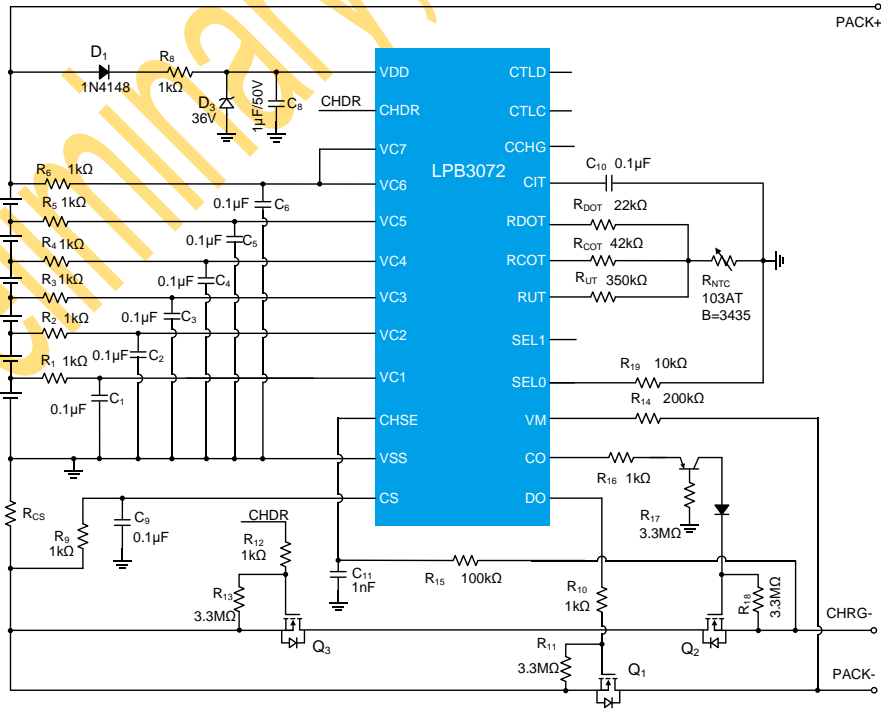 PACK+
D1
1N4148
R8
1kΩ
D3
36V
1μF/50V
C8
CHDR
VDD
CHDR
VC7
VC6
VC5
VC4
VC3
VC2
VC1
CHSE
VSS
CS
LPB3072
CTLD
CTLC
CCHG
CIT
RDOT
RCOT
RUT
SEL1
SEL0
VM
CO
DO
R6 1kΩ
0.1μF
C6
R5 1kΩ
0.1μF
C5
R4 1kΩ
0.1μF
C4
R3 1kΩ
0.1μF
C3
R2 1kΩ
0.1μF
C2
R1 1kΩ
0.1μF
C1
C10 0.1μF
RDOT 22kΩ
RCOT 42kΩ
RUT 350kΩ
RNTC
103AT
B=3435
R19 10kΩ
R14 200kΩ
R16 1kΩ
R17
3.3MΩ
RCS
R9
1kΩ
C9
0.1μF
CHDR
R12
1kΩ
C11
1nF
R15 100kΩ
R13
3.3MΩ
R10
1kΩ
R18
3.3MΩ
CHRG-
Q3
Q2
R11
3.3MΩ
Q1
PACK-